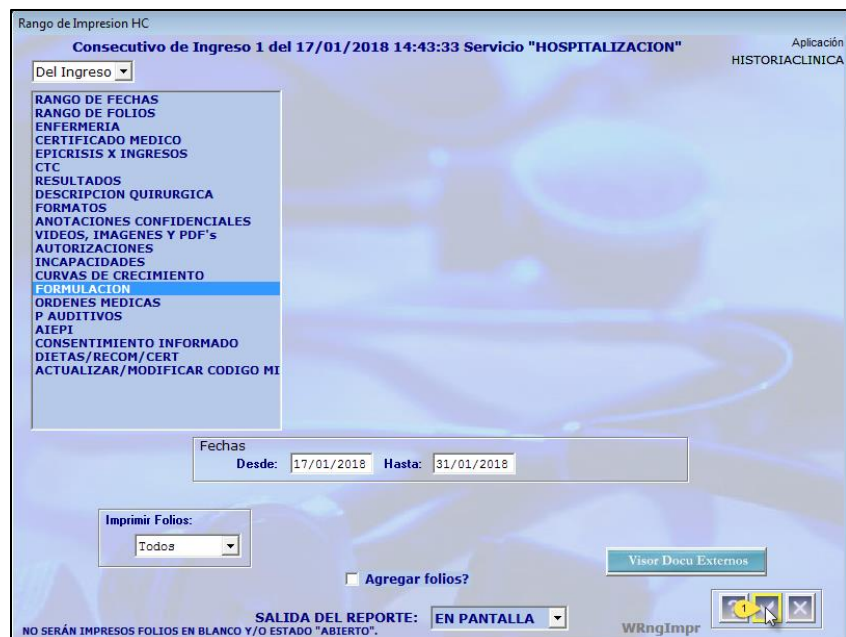 Rango de Impresion HC
Consecutivo de Ingreso 1 del 17/01/2018 14:43:33 Servicio "HOSPITALIZACION"
Aplicación
HISTORIACLINICA
Del Ingreso
RANGO DE FECHAS
RANGO DE FOLIOS
ENFERMERIA
CERTIFICADO MEDICO
EPICRISIS X INGRESOS
CTC
RESULTADOS
DESCRIPCION QUIRURGICA
FORMATOS
ANOTACIONES CONFIDENCIALES
VIDEOS, IMAGENES Y PDF's
AUTORIZACIONES
INCAPACIDADES
CURVAS DE CRECIMIENTO
FORMULACION
ORDENES MEDICAS
P AUDITIVOS
AIEPI
CONSENTIMIENTO INFORMADO
DIETAS/RECOM/CERT
ACTUALIZAR/MODIFICAR CODIGO MI
Fechas
Desde: 17/01/2018 Hasta: 31/01/2018
Imprimir Folios:
Todos
Visor Docu Externos
Agregar folios?
1
SALIDA DEL REPORTE: EN PANTALLA
WRngImpr
NO SERÁN IMPRESOS FOLIOS EN BLANCO Y/O ESTADO "ABIERTO".